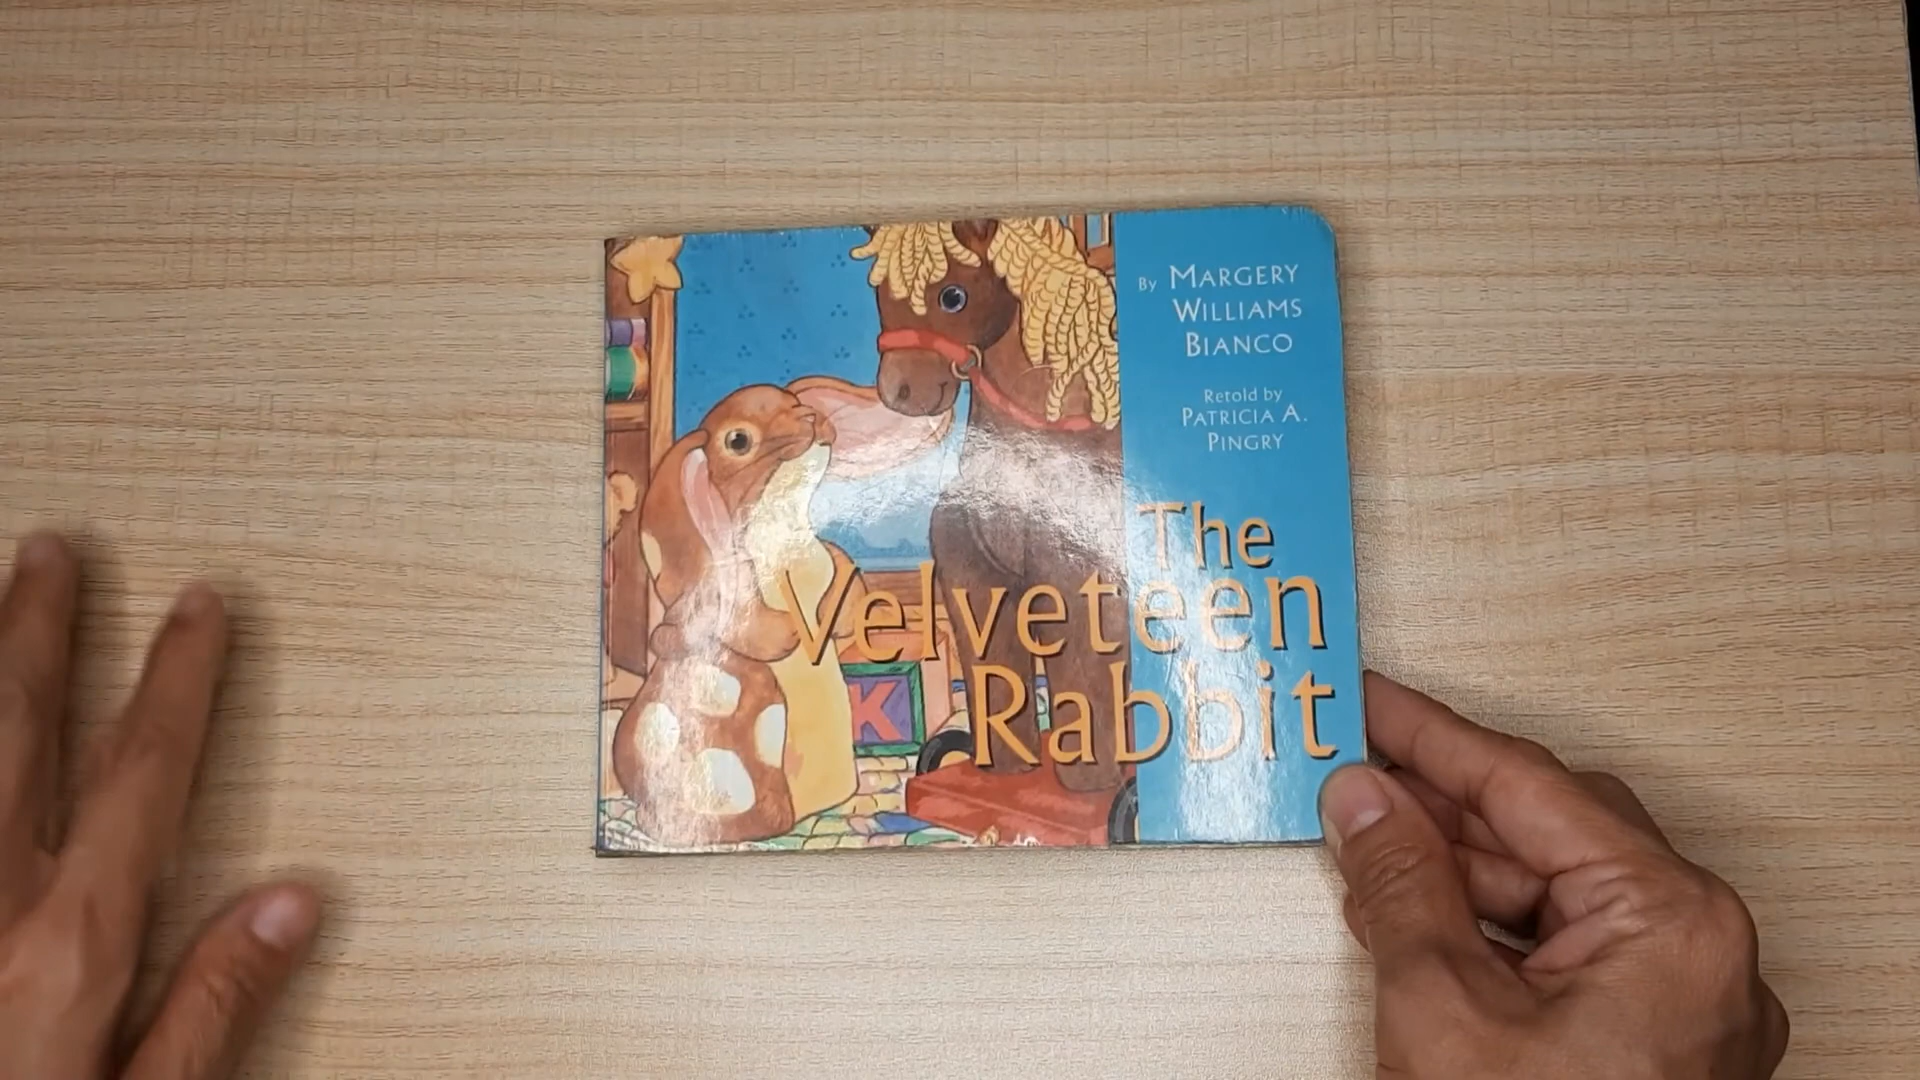 By MARGERY
WILLIAMS
BIANCO
Retold by
PATRICIA A.
PINGRY
The
Velveteen
Rabbit
K